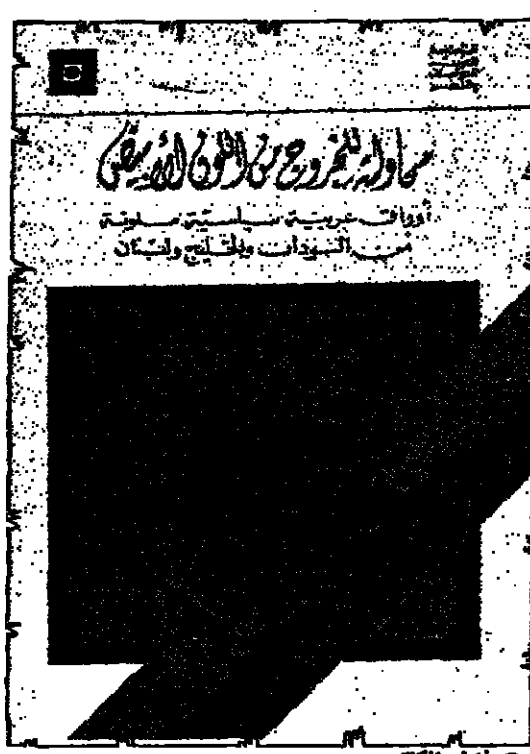 محاولة للخروج من اللون الأبيض
أوراق عربية سياسية ملونة
من السودان والخليج ولبنان